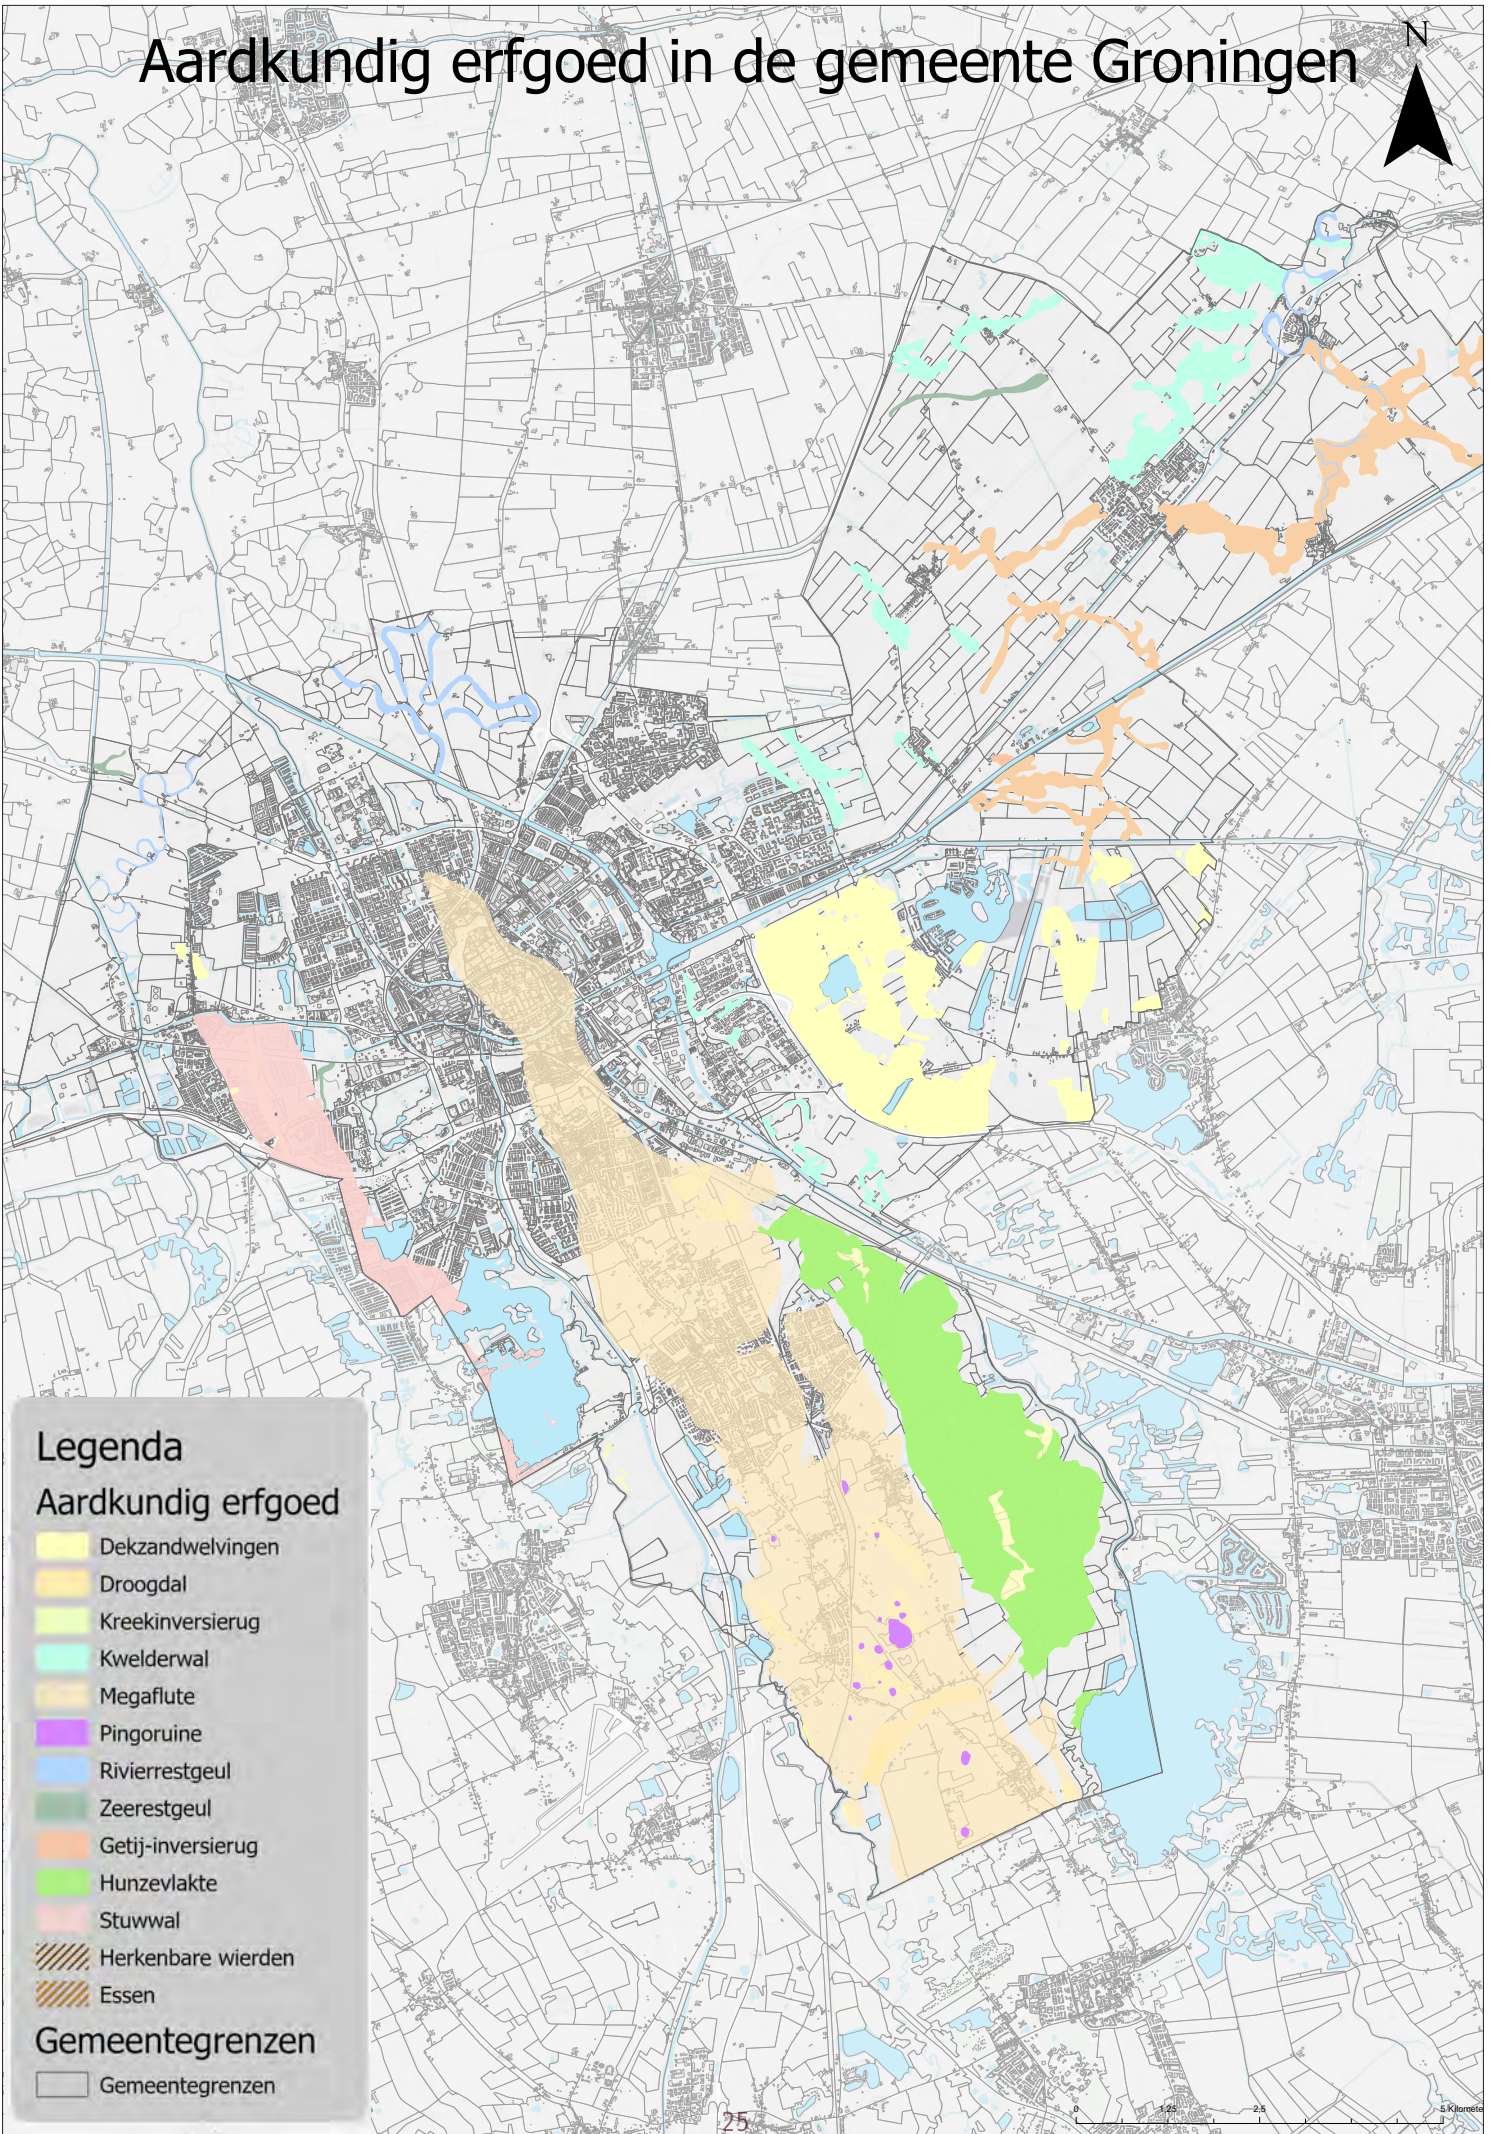 Aardkundig erfgoed in de gemeente Groningen
N
Legenda
Aardkundig erfgoed
Dekzandwelvingen
Droogdal
Kreekinversierug
Kwelderwal
Megaflute
Pingoruine
Rivierrestgeul
Zeerestgeul
Getij-inversierug
Hunzevlakte
Stuwwal
Herkenbare wierden
Essen
Gemeentegrenzen
Gemeentegrenzen
0 1,25 2,5 5 Kilomete
25